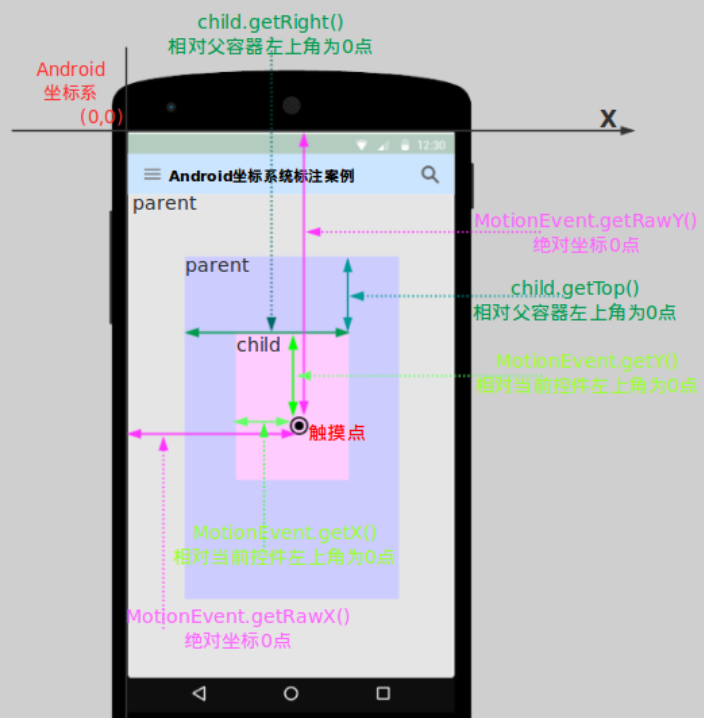 child.getRight()
相对父容器左上角为0点
Android
坐标系
(0,0)
X
12:30
Android坐标系统标注案例
parent
MotionEvent.getRawY()
绝对坐标0点
parent
child.getTop()
相对父容器左上角为0点
child
MotionEvent.getY()
相对当前控件左上角为0点
触摸点
MotionEvent.getX()
相对当前控件左上角为0点
MotionEvent.getRawX()
绝对坐标0点